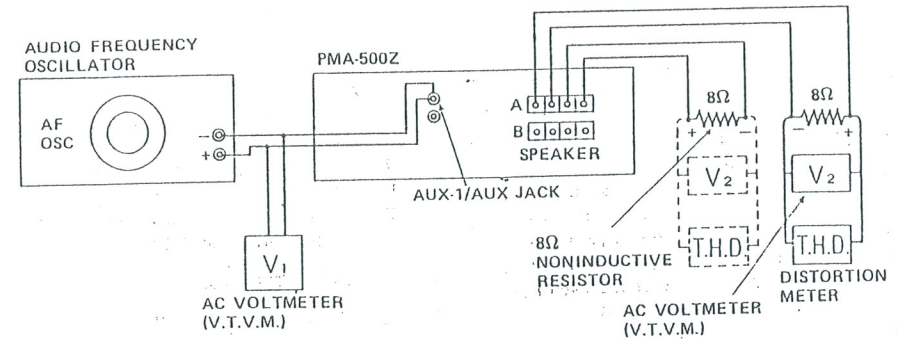 AUDIO FREQUENCY
OSCILLATOR
AF
OSC
−
+
PMA-500Z
A
B
SPEAKER
AUX-1/AUX JACK
V1
AC VOLTMETER
(V.T.V.M.)
8Ω
+ −
V2
T.H.D.
8Ω
NONINDUCTIVE
RESISTOR
8Ω
− +
V2
T.H.D.
DISTORTION
METER
AC VOLTMETER
(V.T.V.M.)